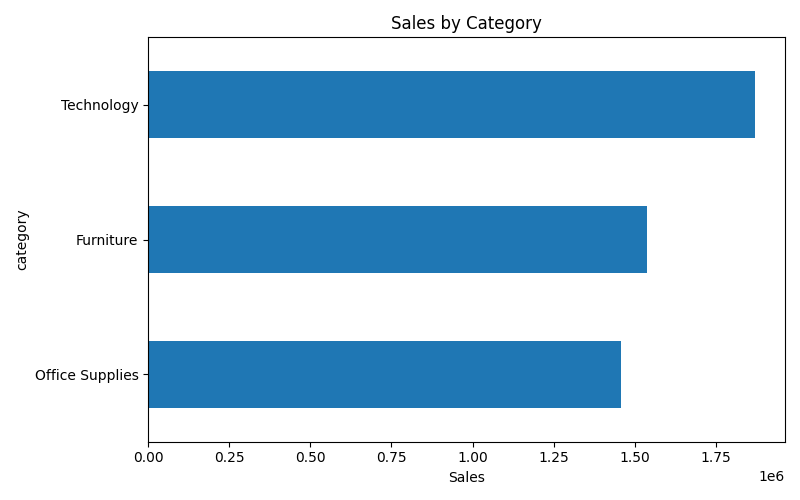 Sales by Category
Technology
Furniture
Office Supplies
category
0.00 0.25 0.50 0.75 1.00 1.25 1.50 1.75
1e6
Sales